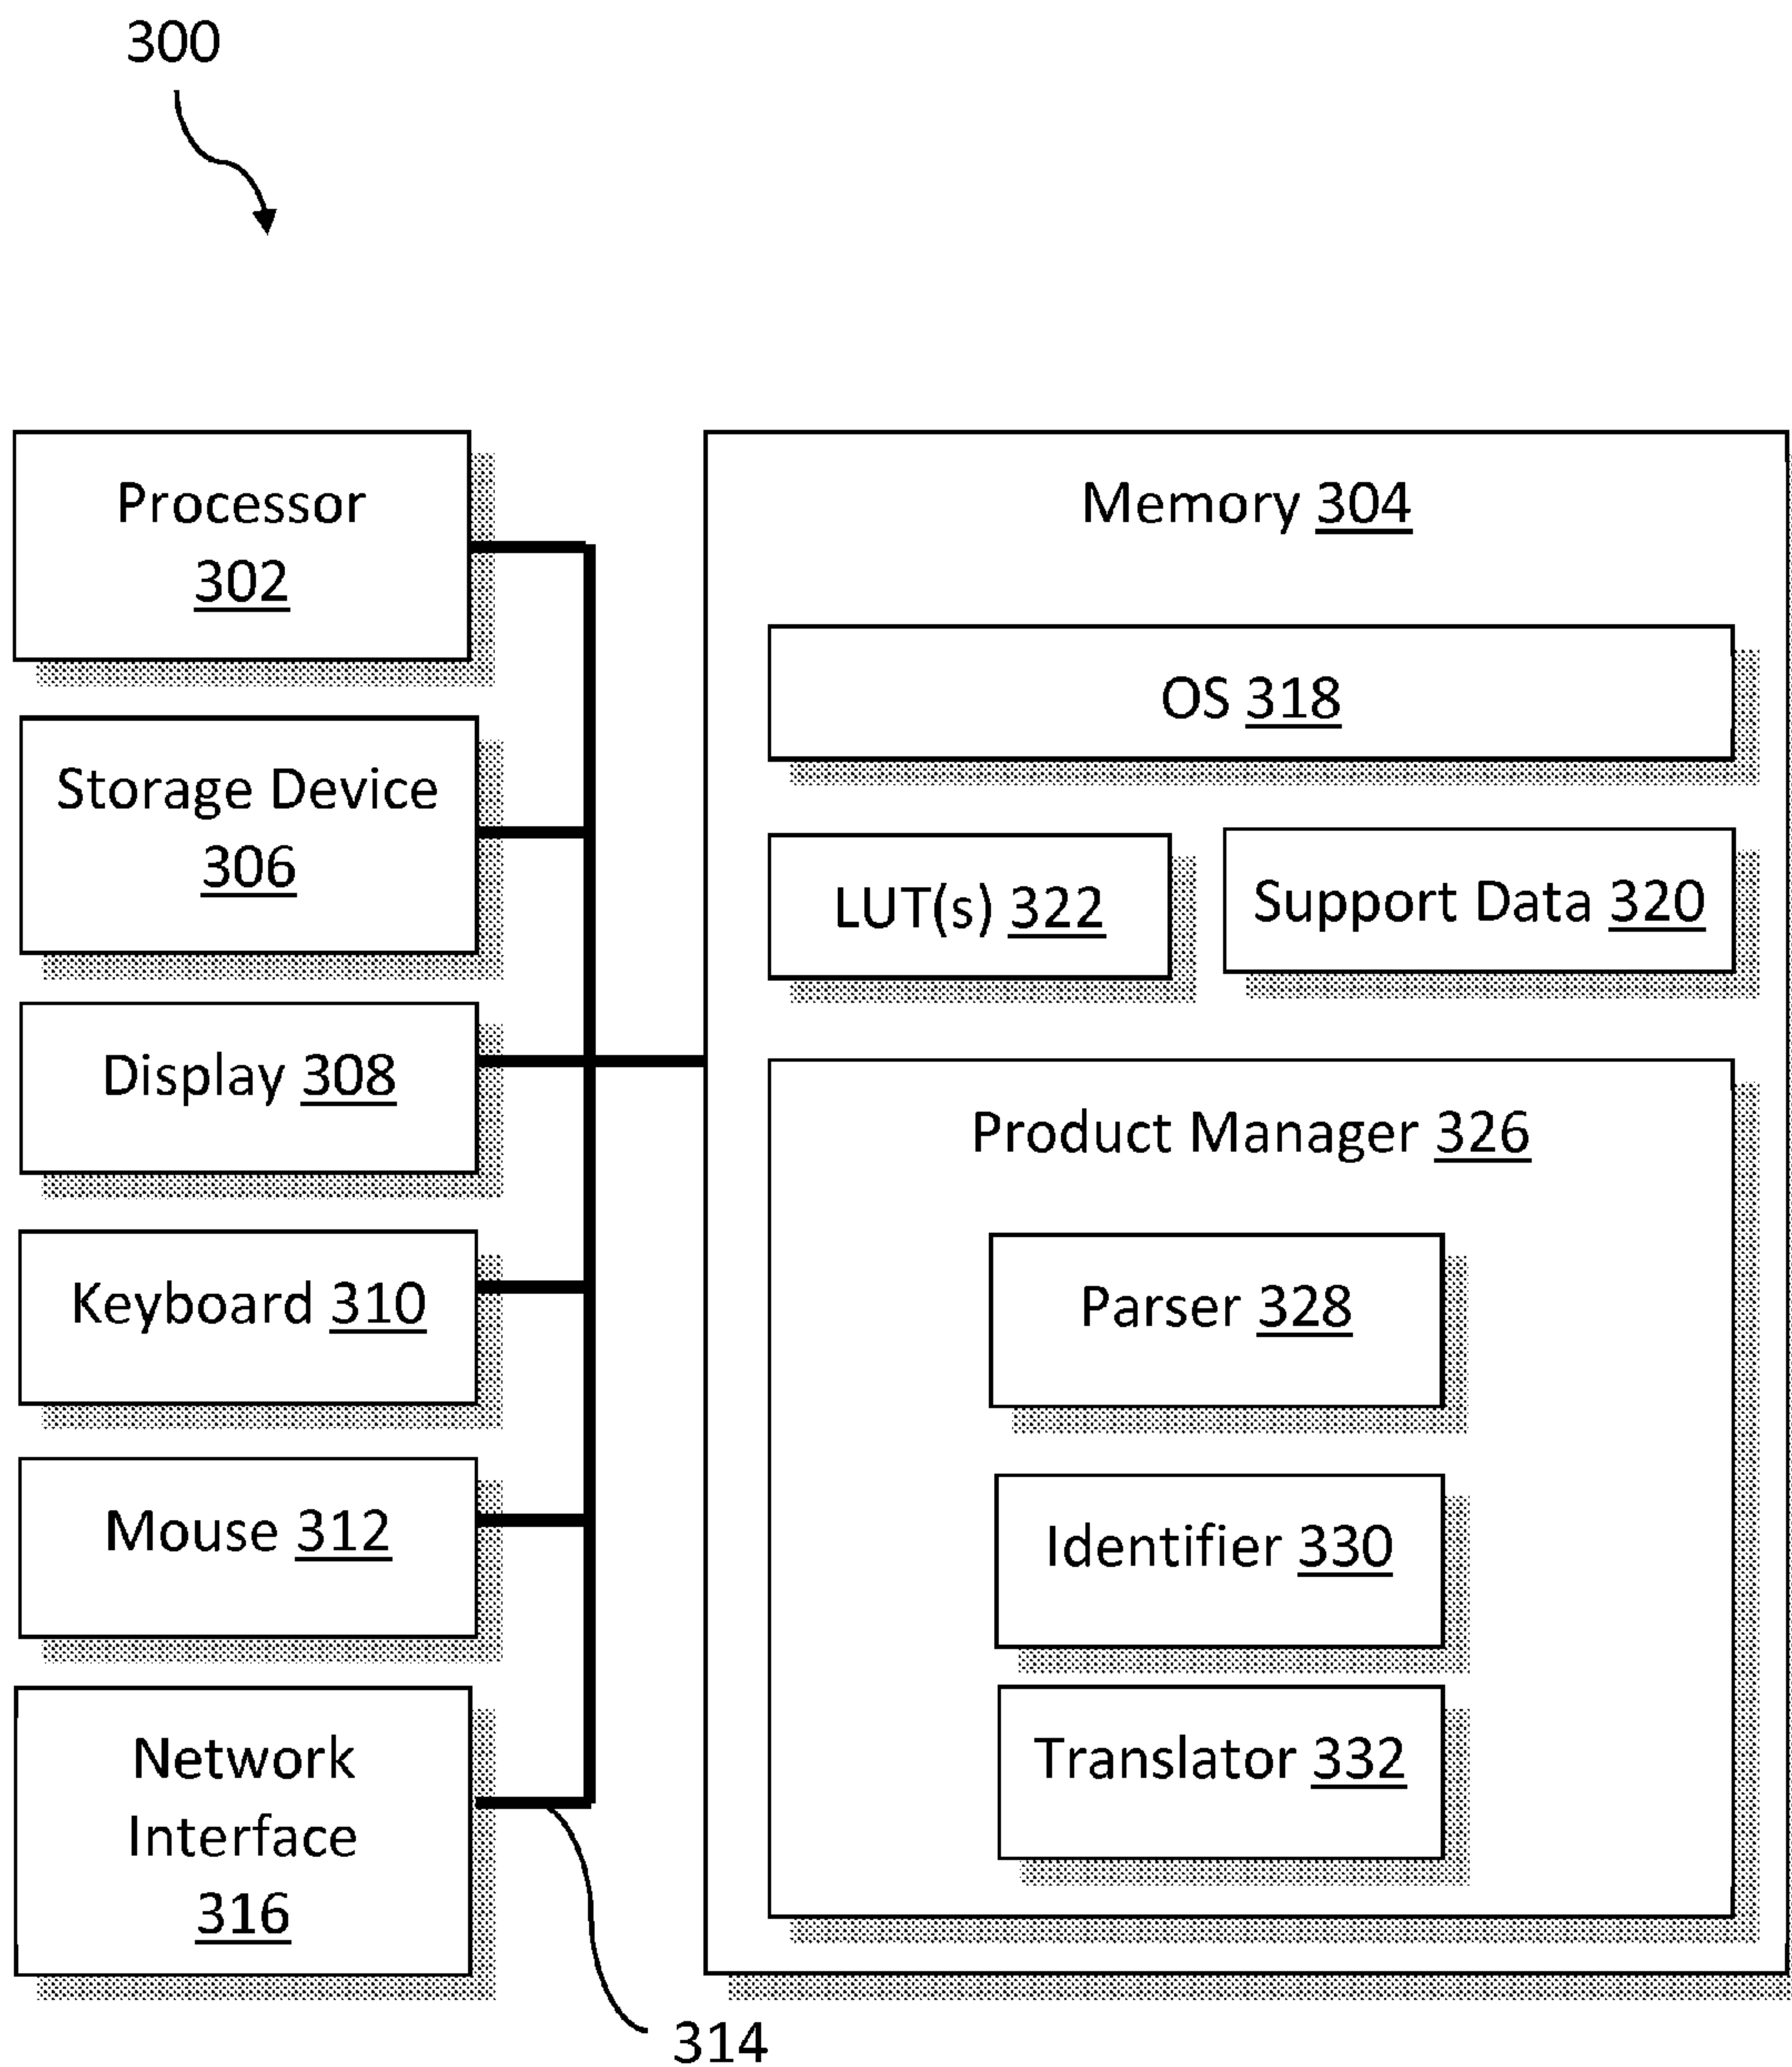 300
Processor
302
Storage Device
306
Display 308
Keyboard 310
Mouse 312
Network
Interface
316
314
Memory 304
OS 318
LUT(s) 322
Support Data 320
Product Manager 326
Parser 328
Identifier 330
Translator 332